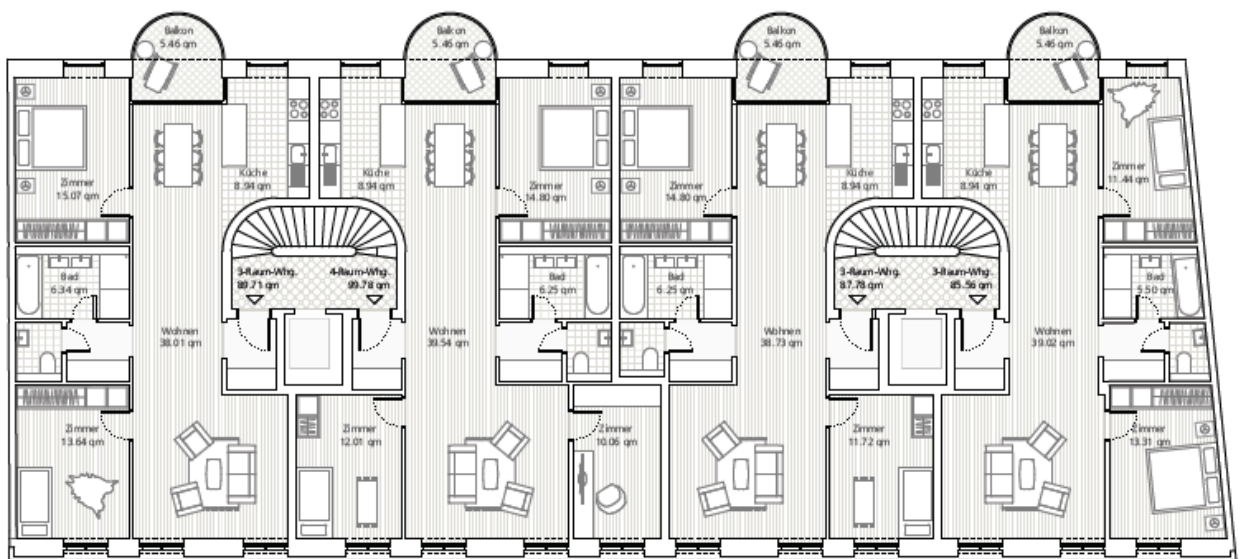 Balkon
5.46 qm
Balkon
5.46 qm
Balkon
5.46 qm
Balkon
5.46 qm
Zimmer
15.07 qm
Küche
8.94 qm
Küche
8.94 qm
Zimmer
14.80 qm
Zimmer
14.80 qm
Küche
8.94 qm
Küche
8.94 qm
Zimmer
11.44 qm
Bad
6.34 qm
3-Raum-Whg.
89.71 qm
4-Raum-Whg.
99.78 qm
Bad
6.25 qm
Bad
6.25 qm
3-Raum-Whg.
87.78 qm
3-Raum-Whg.
85.56 qm
Bad
5.50 qm
Wohnen
38.01 qm
Wohnen
39.54 qm
Wohnen
38.73 qm
Wohnen
39.02 qm
Zimmer
13.64 qm
Zimmer
12.01 qm
Zimmer
10.06 qm
Zimmer
11.72 qm
Zimmer
13.31 qm